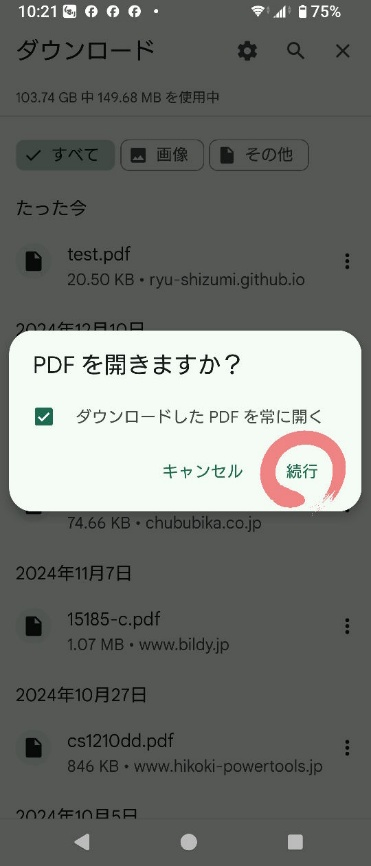 10:21 75%
ダウンロード
103.74 GB 中 149.68 MB を使用中
すべて 画像 その他
たった今
test.pdf
20.50 KB • ryu-shizumi.github.io
2024年12月10日
PDF を開きますか？
ダウンロードした PDF を常に開く
キャンセル 続行
74.66 KB • chububika.co.jp
2024年11月7日
15185-c.pdf
1.07 MB • www.bildy.jp
2024年10月27日
cs1210dd.pdf
846 KB • www.hikoki-powertools.jp
2024年10月5日